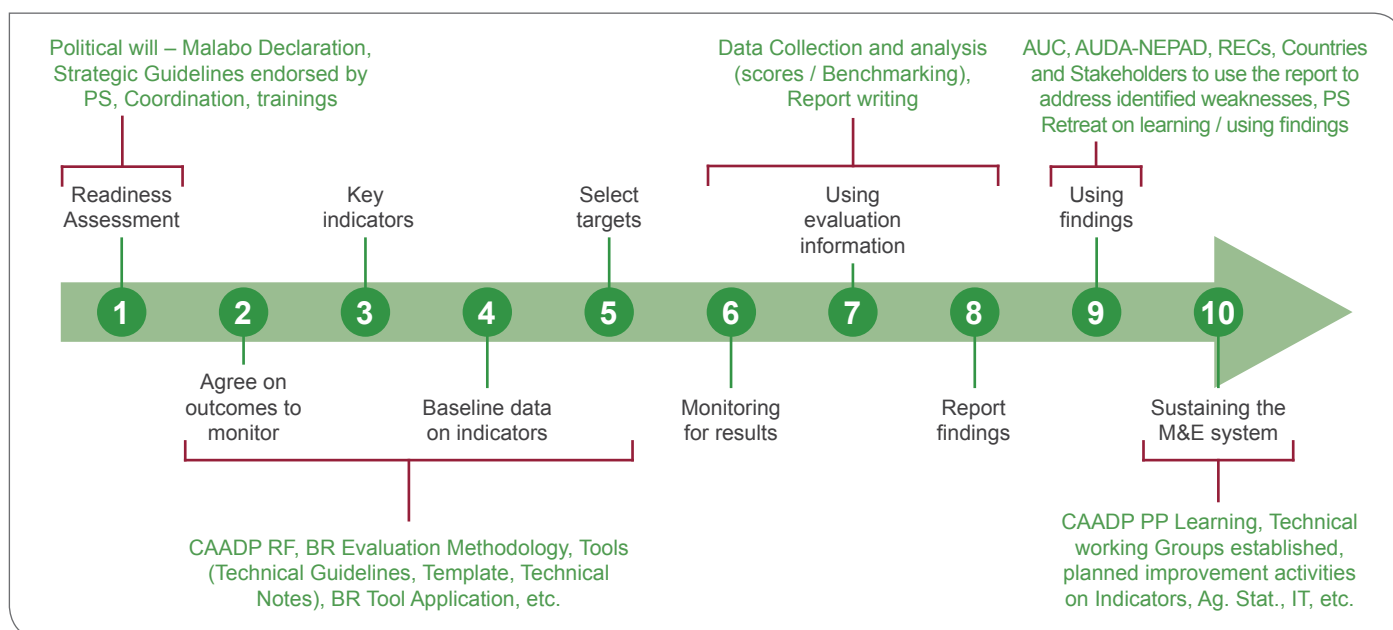 Political will – Malabo Declaration,
Strategic Guidelines endorsed by
PS, Coordination, trainings
Data Collection and analysis
(scores / Benchmarking),
Report writing
AUC, AUDA-NEPAD, RECs, Countries
and Stakeholders to use the report to
address identified weaknesses, PS
Retreat on learning / using findings
Readiness
Assessment
Key
indicators
Select
targets
Using
evaluation
information
Using
findings
1
2
3
4
5
6
7
8
9
10
Agree on
outcomes to
monitor
Baseline data
on indicators
Monitoring
for results
Report
findings
Sustaining the
M&E system
CAADP RF, BR Evaluation Methodology, Tools
(Technical Guidelines, Template, Technical
Notes), BR Tool Application, etc.
CAADP PP Learning, Technical
working Groups established,
planned improvement activities
on Indicators, Ag. Stat., IT, etc.